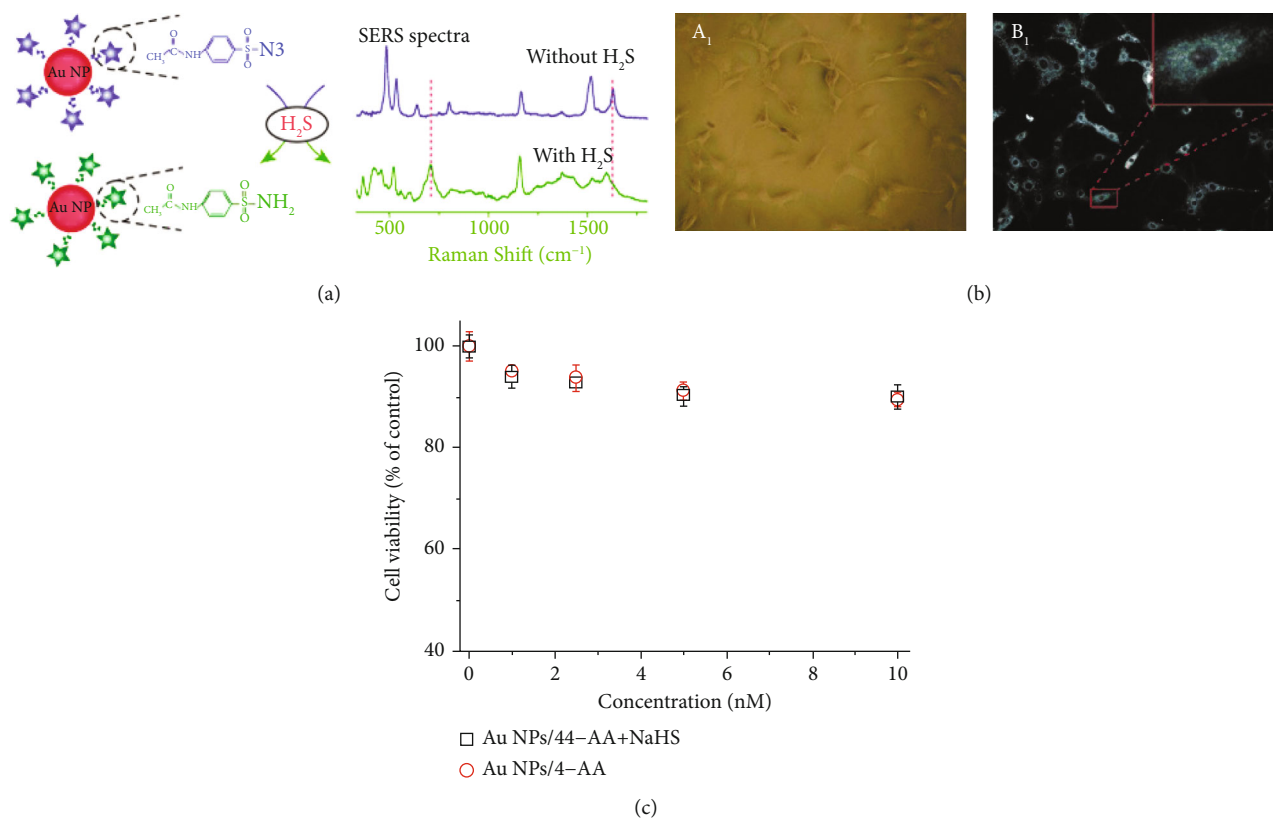 Au NP
CH₃
O
C
NH
O
S
O
N3
H₂S
Au NP
CH₃
O
C
NH
O
S
O
NH₂
SERS spectra
Without H₂S
With H₂S
500
1000
1500
Raman Shift (cm⁻¹)
(a)
A₁
B₁
(b)
100
80
60
40
Cell viability (% of control)
0
2
4
6
8
10
Concentration (nM)
Au NPs/44−AA+NaHS
Au NPs/4−AA
(c)